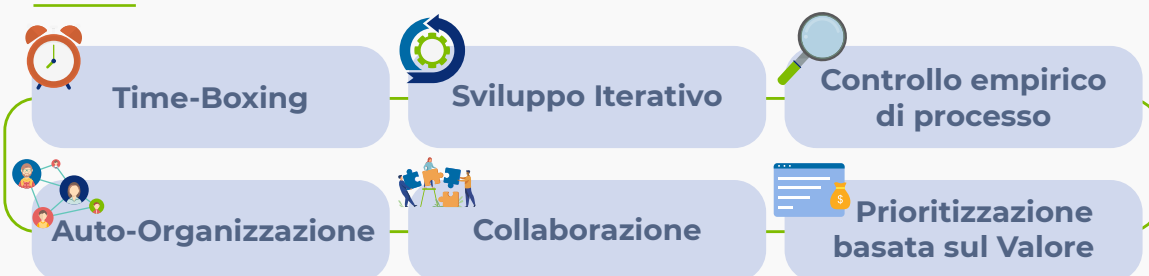 Time-Boxing
Sviluppo Iterativo
Controllo empirico
di processo
Auto-Organizzazione
Collaborazione
Prioritizzazione
basata sul Valore
$